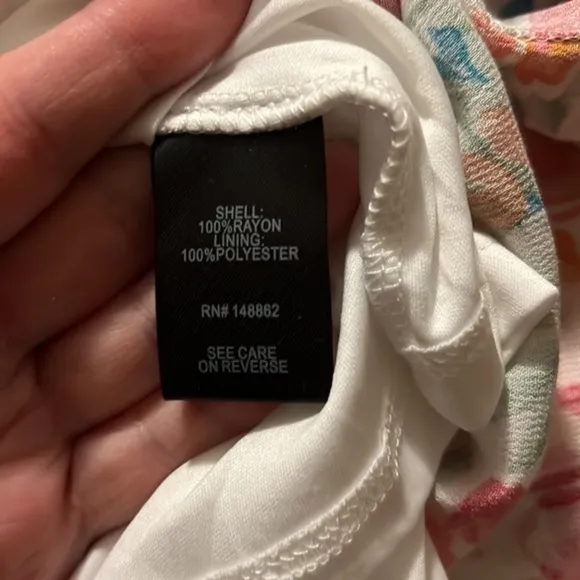 SHELL:
100%RAYON
LINING:
100%POLYESTER
RN# 148862
SEE CARE
ON REVERSE